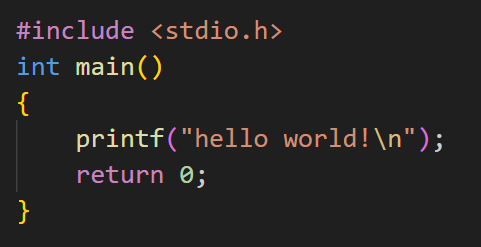 #include <stdio.h>
int main()
{
    printf("hello world!\n");
    return 0;
}